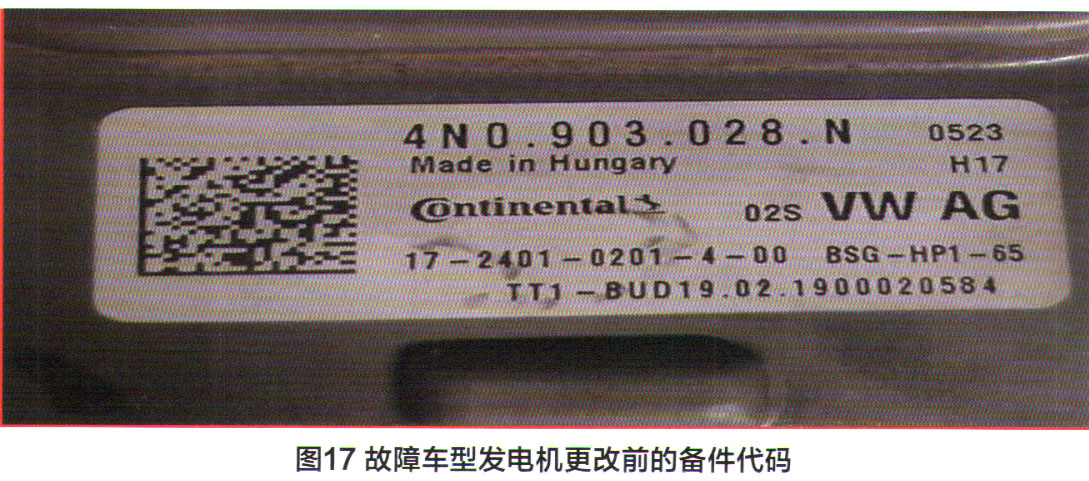 4N0.903.028.N 0523
Made in Hungary H17
Continental 02S VW AG
17-2401-0201-4-00 BSG-HP1-65
TT1-BUD19.02.1900020584
图17 故障车型发电机更改前的备件代码